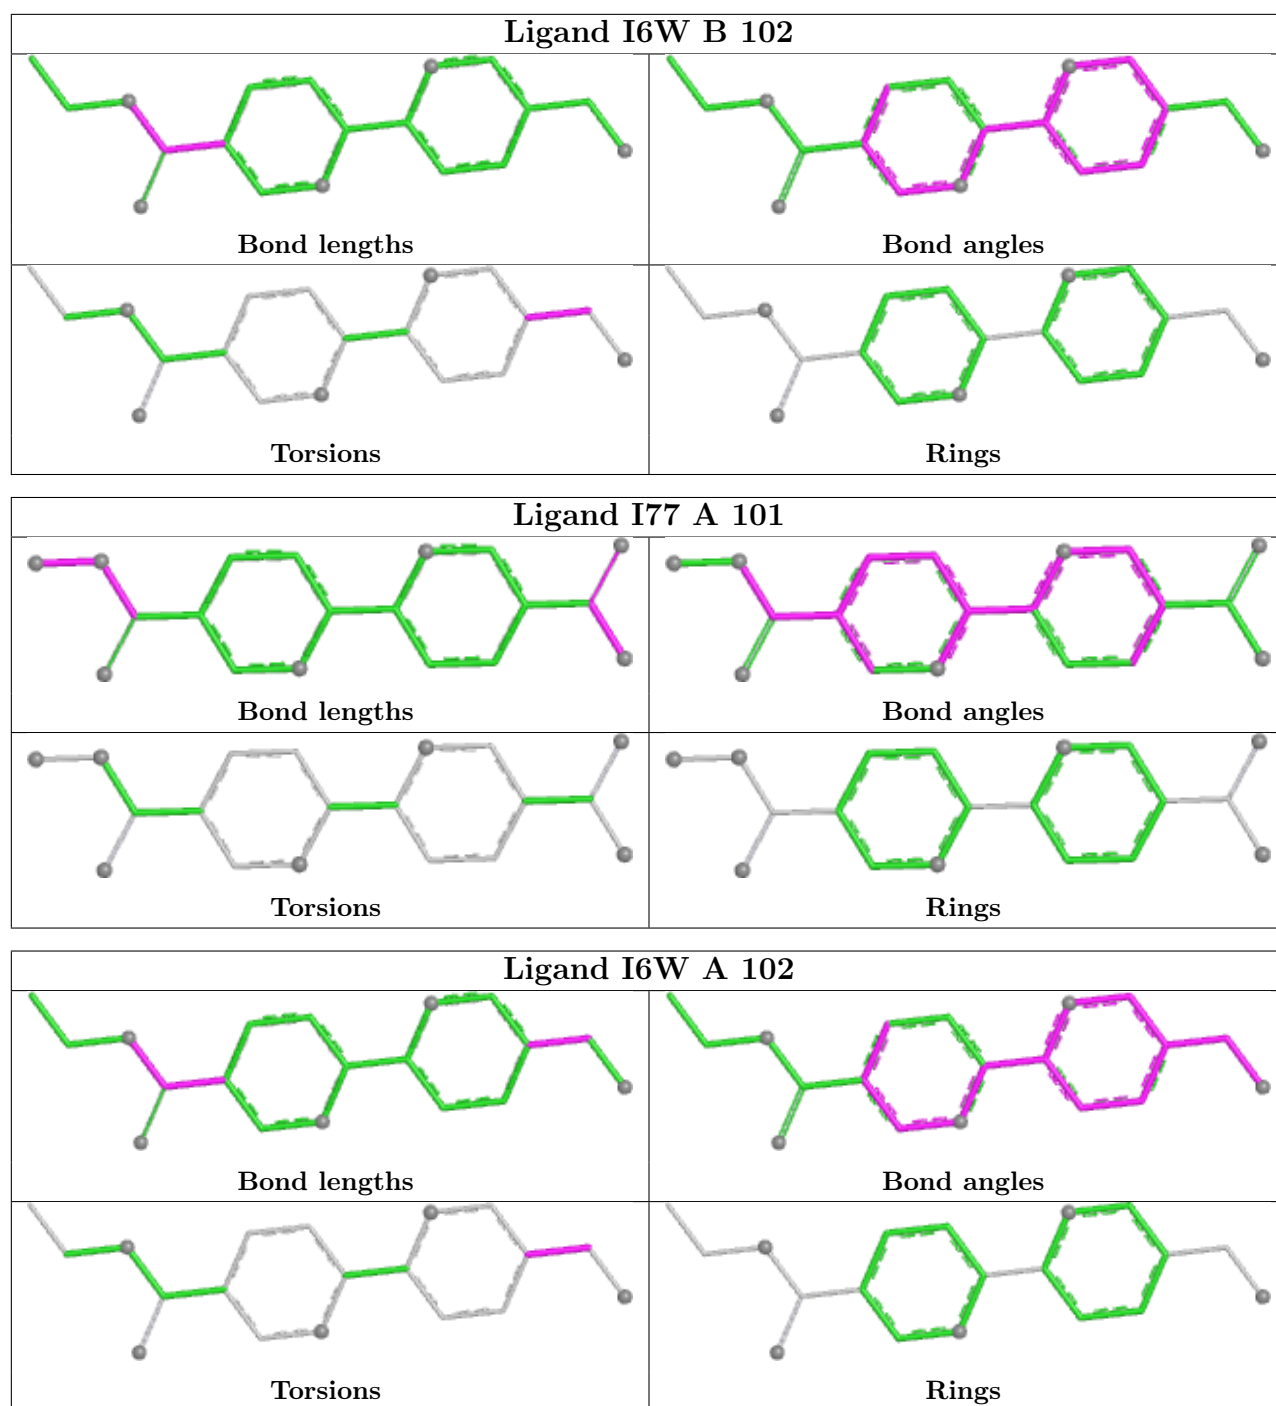 Ligand I6W B 102
Bond lengths
Bond angles
Torsions
Rings
Ligand I77 A 101
Bond lengths
Bond angles
Torsions
Rings
Ligand I6W A 102
Bond lengths
Bond angles
Torsions
Rings